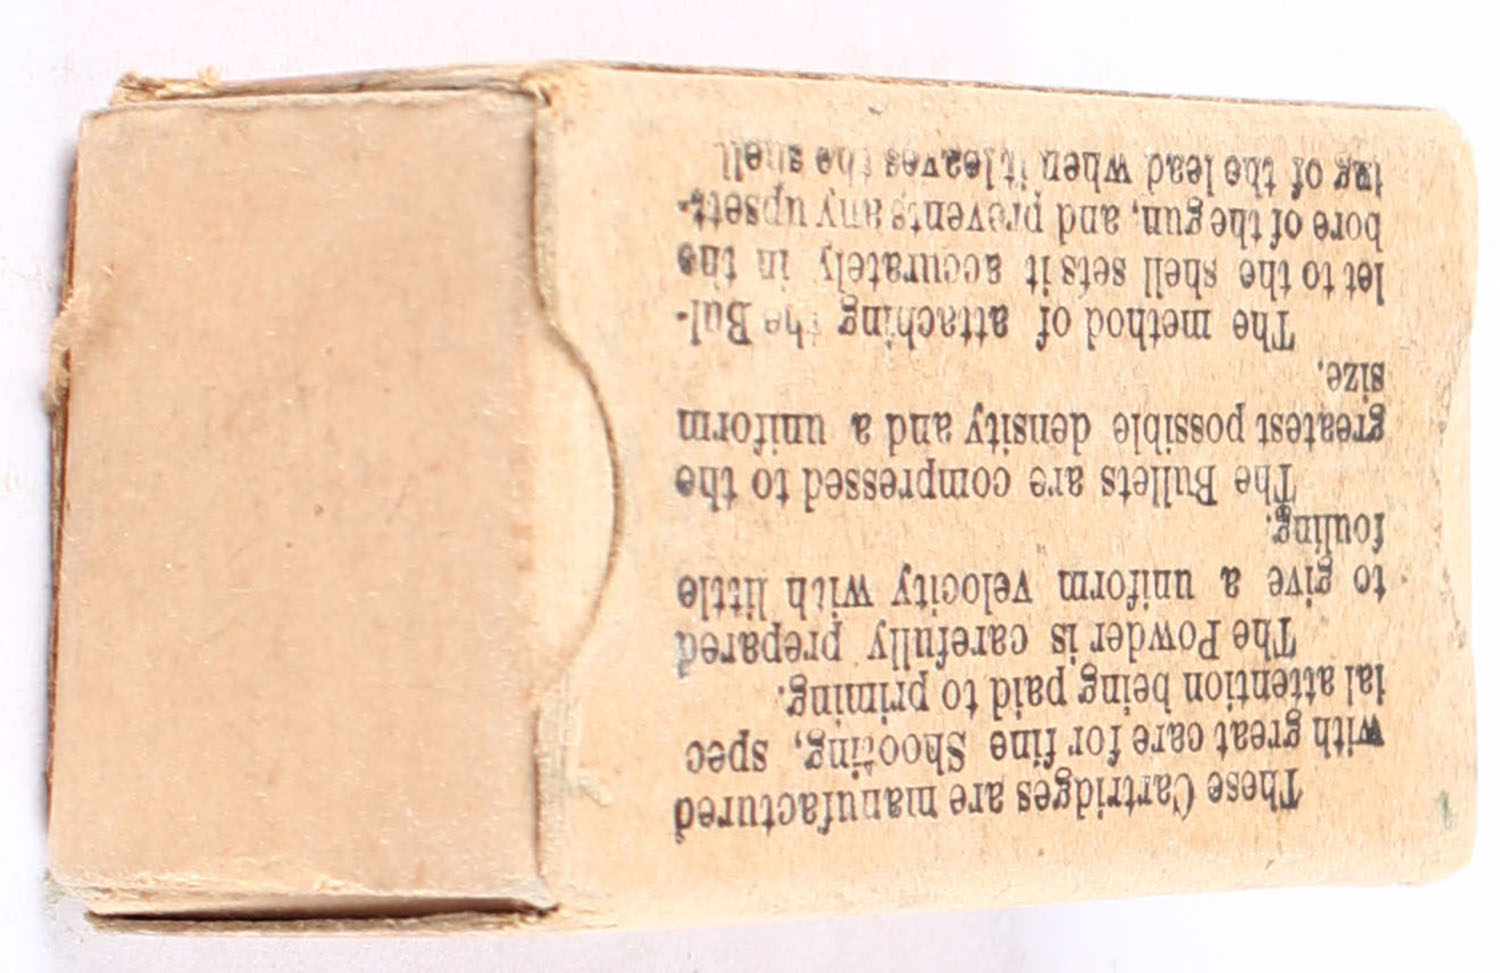 These Cartridges are manufactured
with great care for fine Shooting, spec
ial attention being paid to priming.
The Powder is carefully prepared
to give a uniform velocity with little
fouling.
The Bullets are compressed to the
greatest possible density and a uniform
size.
The method of attaching the Bul-
let to the shell sets it accurately in the
bore of the gun, and prevents any upsett-
ing of the lead when it leaves the shell